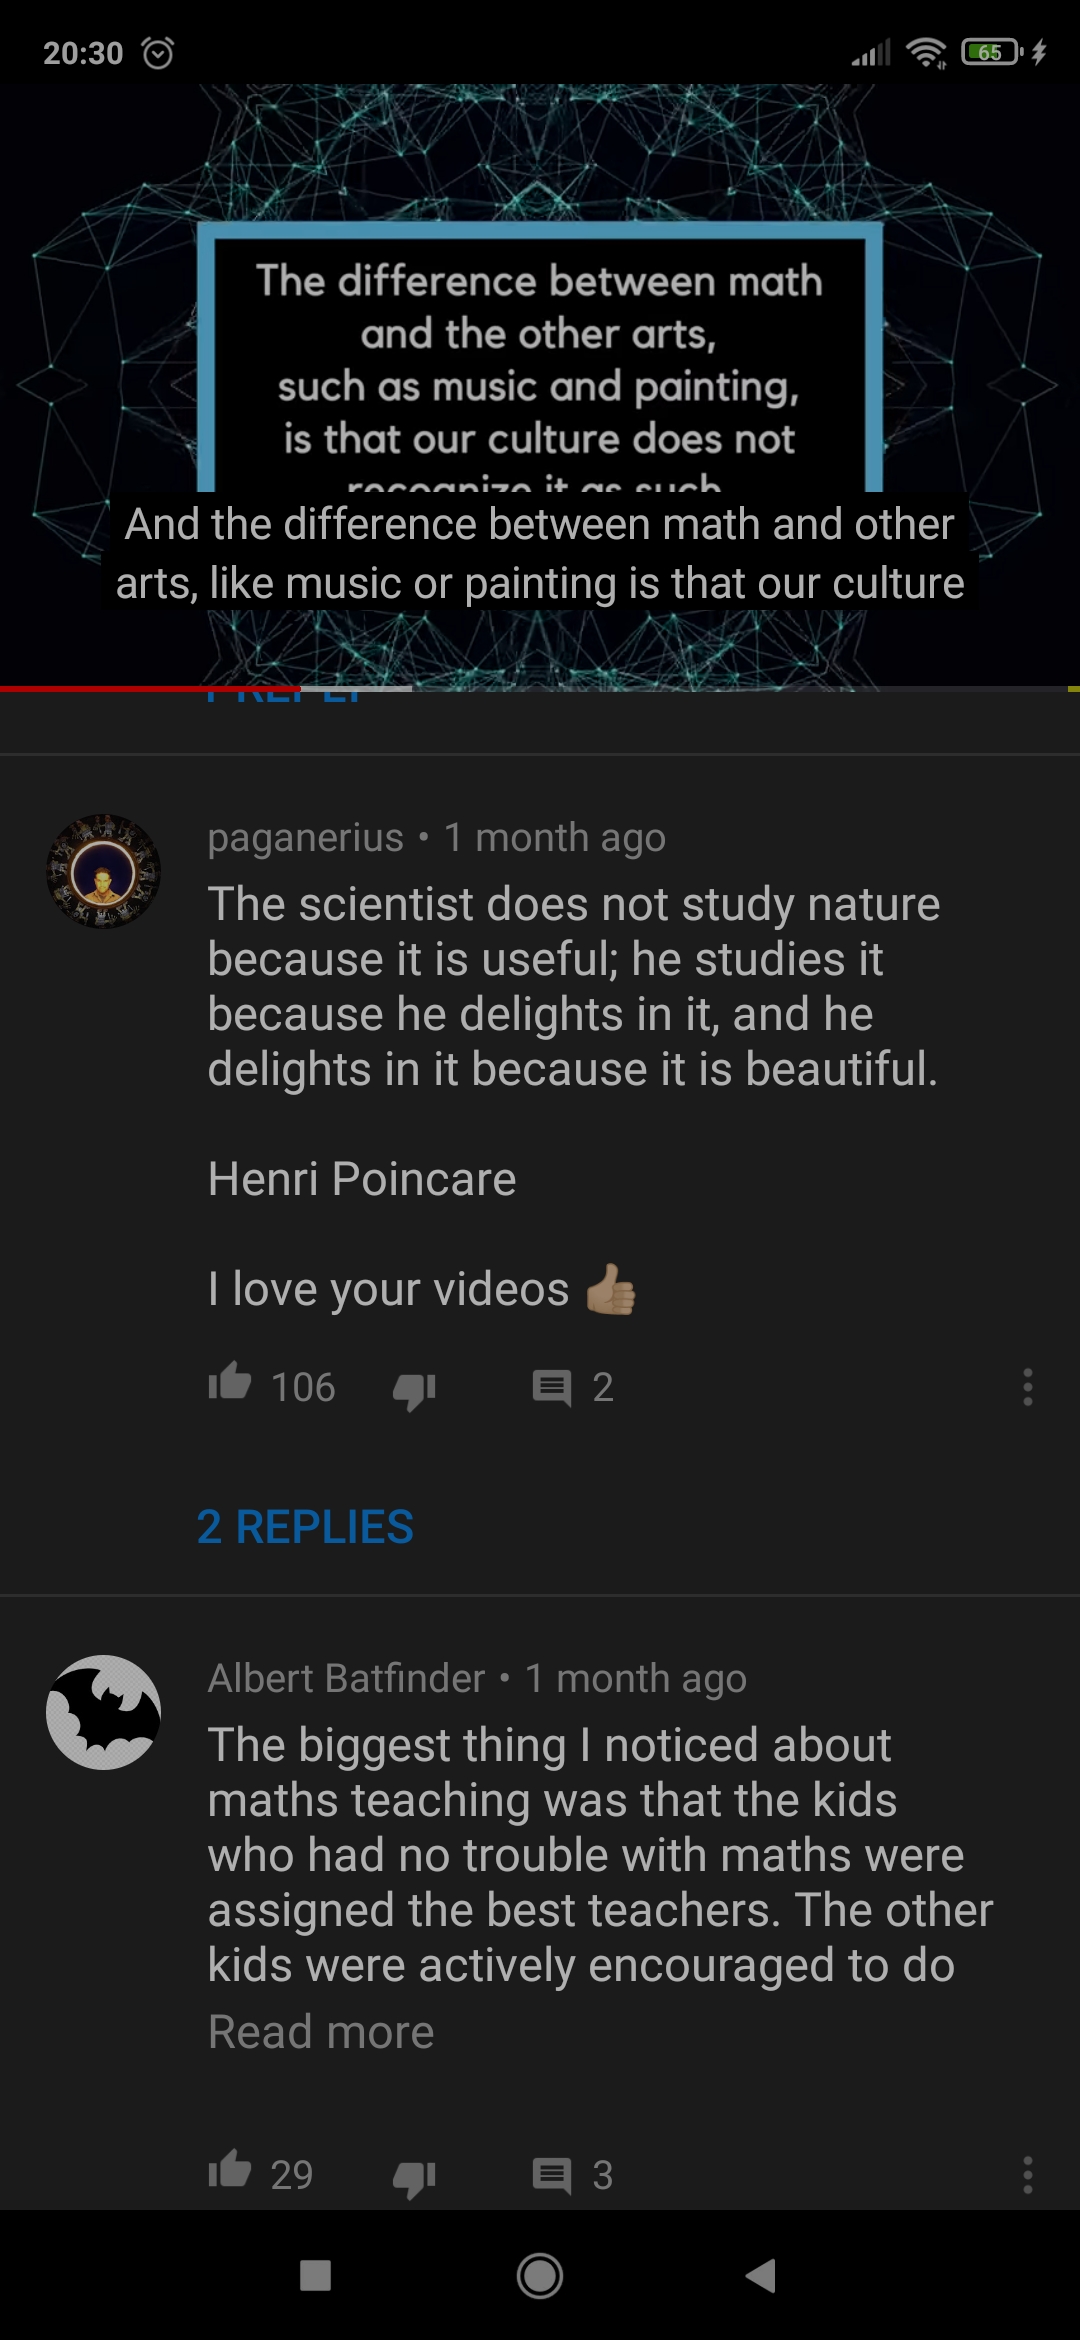 20:30
65
The difference between math
and the other arts,
such as music and painting,
is that our culture does not
recognize it as such
And the difference between math and other
arts, like music or painting is that our culture
1 REPLY
paganerius • 1 month ago
The scientist does not study nature
because it is useful; he studies it
because he delights in it, and he
delights in it because it is beautiful.
Henri Poincare
I love your videos 👍🏼
106
2
2 REPLIES
Albert Batfinder • 1 month ago
The biggest thing I noticed about
maths teaching was that the kids
who had no trouble with maths were
assigned the best teachers. The other
kids were actively encouraged to do
Read more
29
3